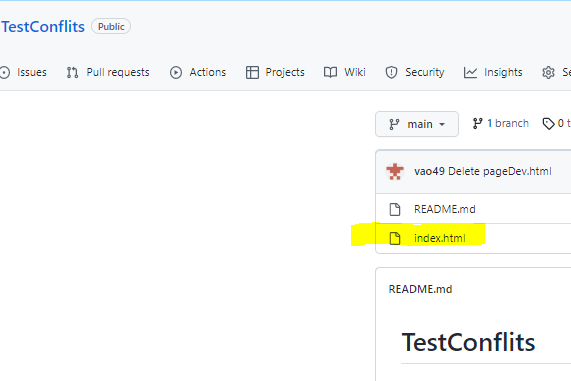 TestConflits Public
Issues Pull requests Actions Projects Wiki Security Insights Se
main 1 branch 0 t
vao49 Delete pageDev.html
README.md
index.html
README.md
TestConflits